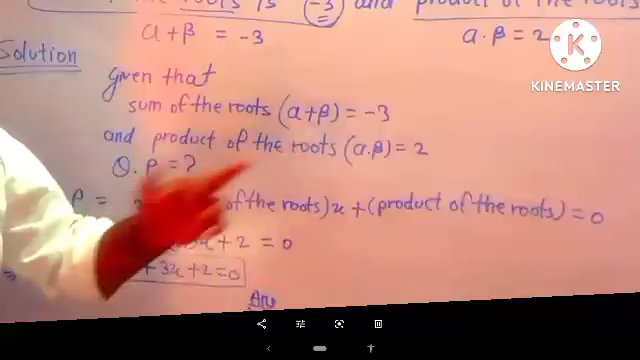 the roots is -3 and product of the roots
α+β = -3 α.β = 2
KINEMASTER
Solution
Given that
sum of the roots (α+β) = -3
and product of the roots (α.β) = 2
Q.P = ?
of the roots)x + (product of the roots) = 0
x + 2 = 0
⇒ + 3x + 2 = 0
Ans